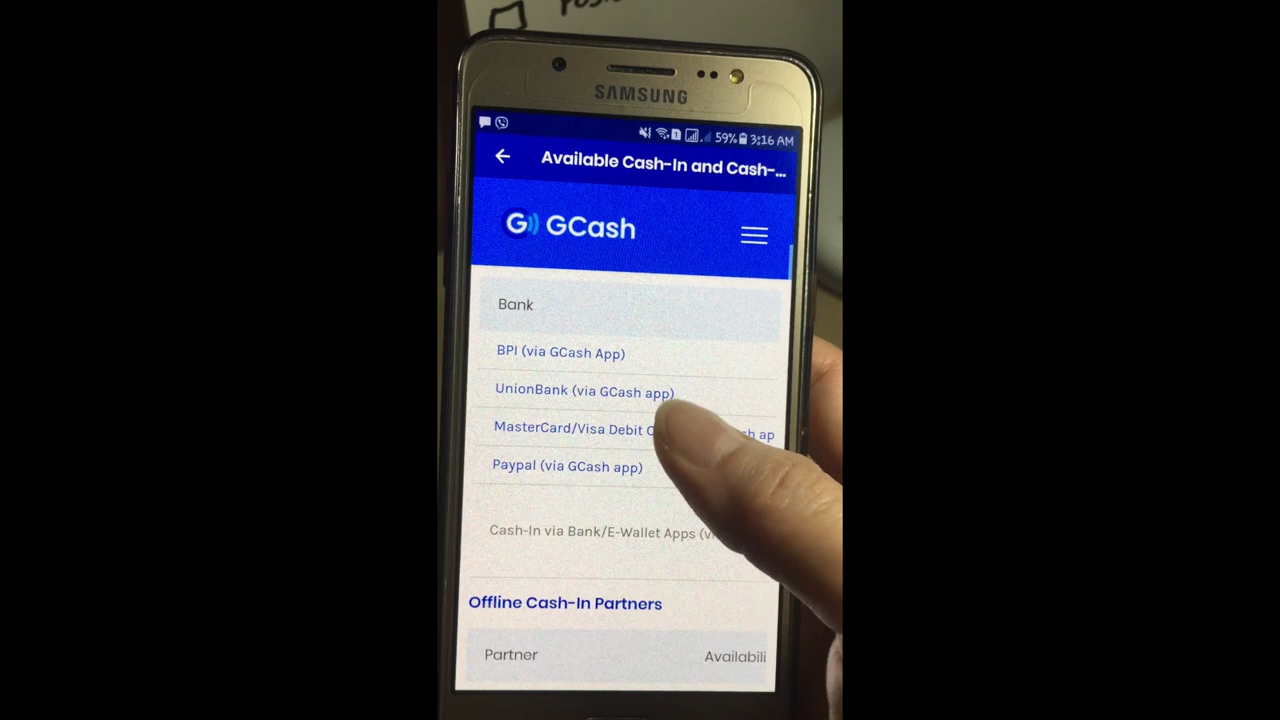 SAMSUNG
59% 3:16 AM
Available Cash-In and Cash-...
G GCash
Bank
BPI (via GCash App)
UnionBank (via GCash app)
MasterCard/Visa Debit
Paypal (via GCash app)
Cash-In via Bank/E-Wallet Apps
Offline Cash-In Partners
Partner Availabili